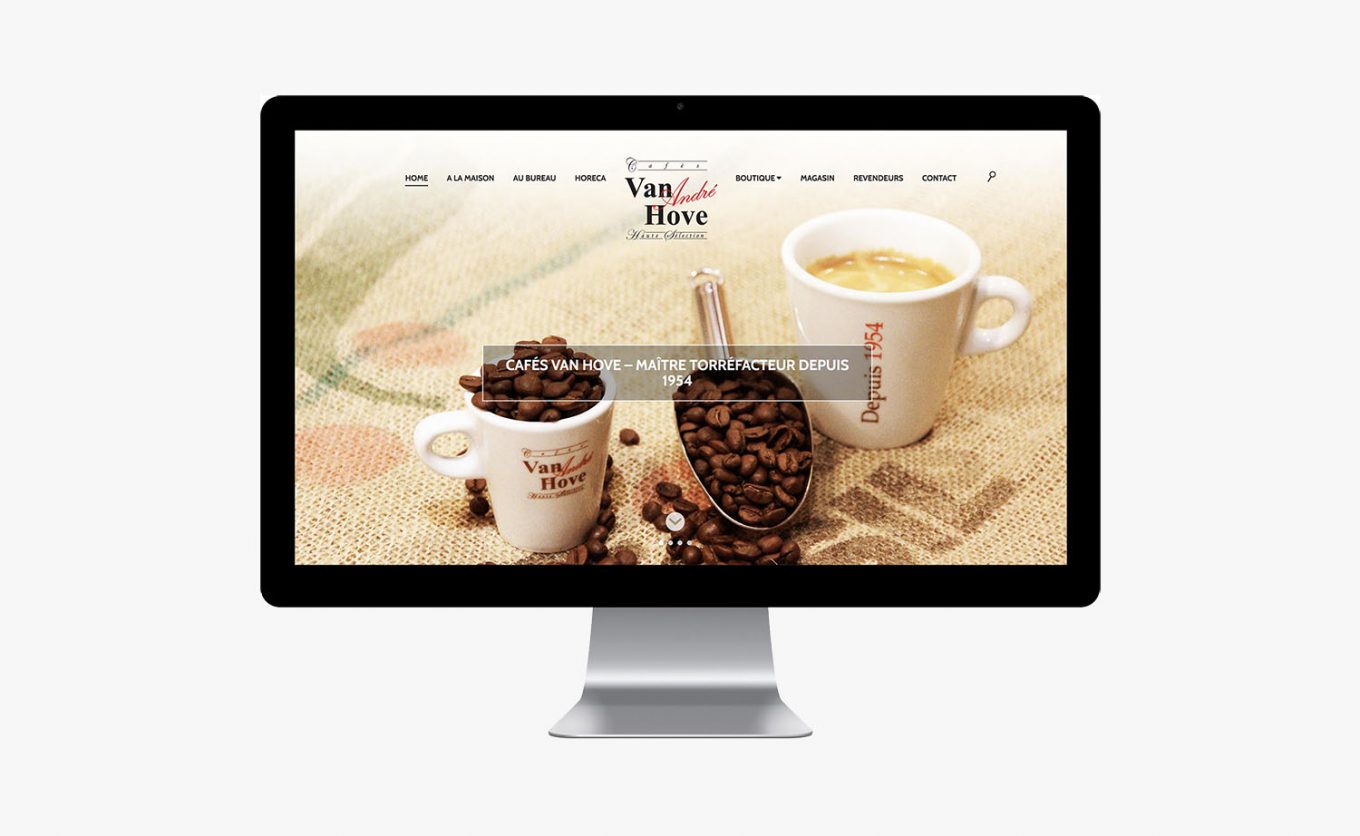 HOME A LA MAISON AU BUREAU HORECA
Cafés
Van André
Hove
Haute Sélection
BOUTIQUE MAGASIN REVENDEURS CONTACT
CAFÉS VAN HOVE – MAÎTRE TORRÉFACTEUR DEPUIS
1954
Depuis 1954
Cafés
Van André
Hove
Haute Sélection